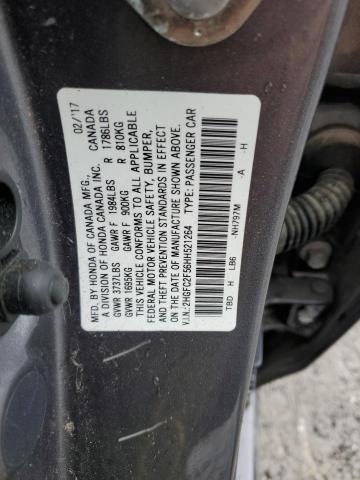 MFD. BY HONDA OF CANADA MFG., 02/'17
A DIVISION OF HONDA CANADA INC. CANADA
GVWR 3737LBS GAWR F 1984LBS R 1786LBS
GVWR 1695KG GAWR F 900KG R 810KG
THIS VEHICLE CONFORMS TO ALL APPLICABLE
FEDERAL MOTOR VEHICLE SAFETY, BUMPER,
AND THEFT PREVENTION STANDARDS IN EFFECT
ON THE DATE OF MANUFACTURE SHOWN ABOVE.
V.I.N.:2HGFC2F56HH521264 TYPE: PASSENGER CAR
TBD H LB6 -NH797M -A -H